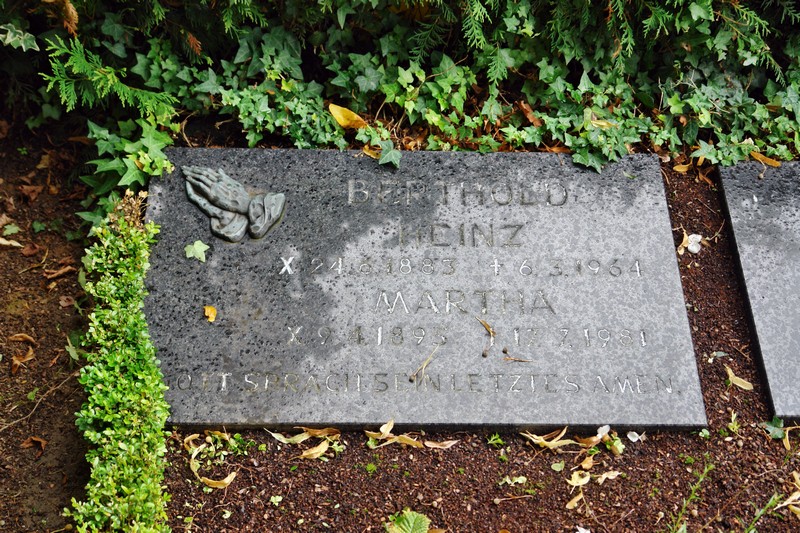 BERTHOLD
HEINZ
24.6.1883 + 6.3.1964
MARTHA
9.4.1893 + 17.7.1981
GOTT SPRACH SEIN LETZTES AMEN.